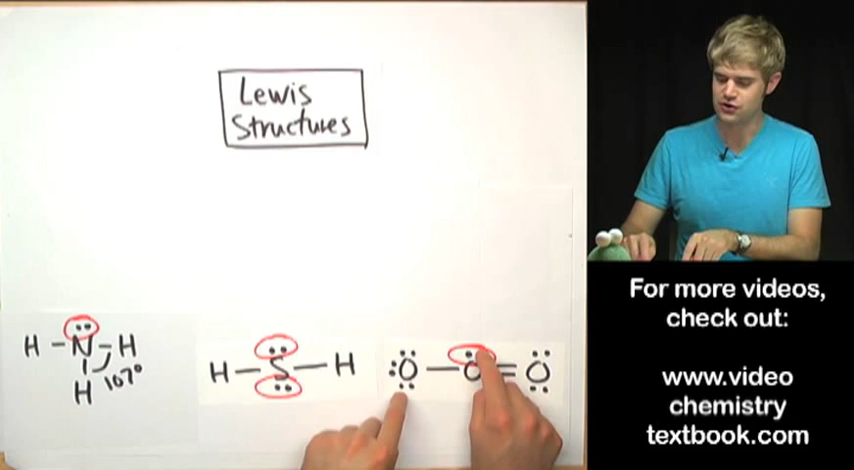 Lewis
Structures
H - N - H
H 107°
H - S - H
:O - O = O
For more videos,
check out:
www.video
chemistry
textbook.com